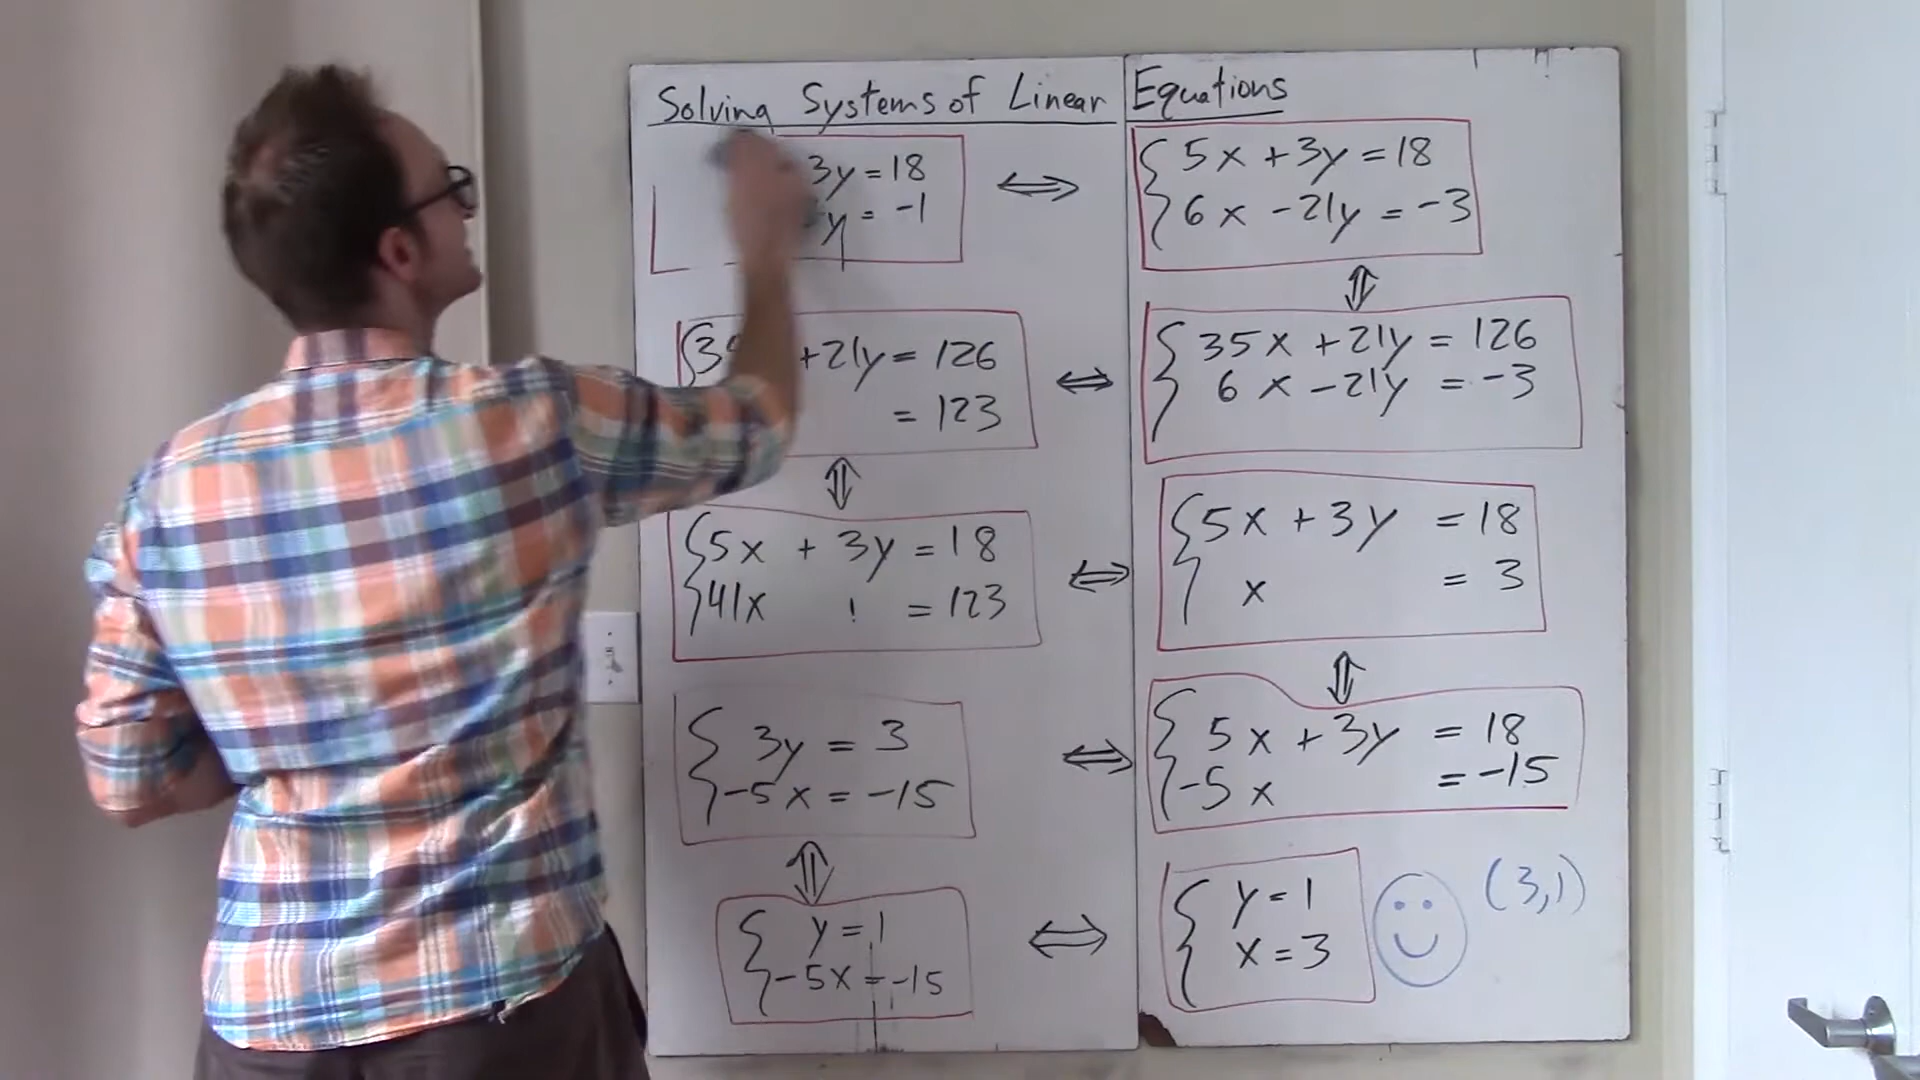 Solving Systems of Linear Equations
3y = 18
y = -1
⇔
5x + 3y = 18
6x - 21y = -3
⇕
+21y = 126
= 123
⇔
35x + 21y = 126
6x - 21y = -3
⇕
5x + 3y = 18
41x = 123
⇔
5x + 3y = 18
x = 3
⇕
3y = 3
-5x = -15
⇔
5x + 3y = 18
-5x = -15
⇕
y = 1
-5x = -15
⇔
y = 1
x = 3
(3,1)